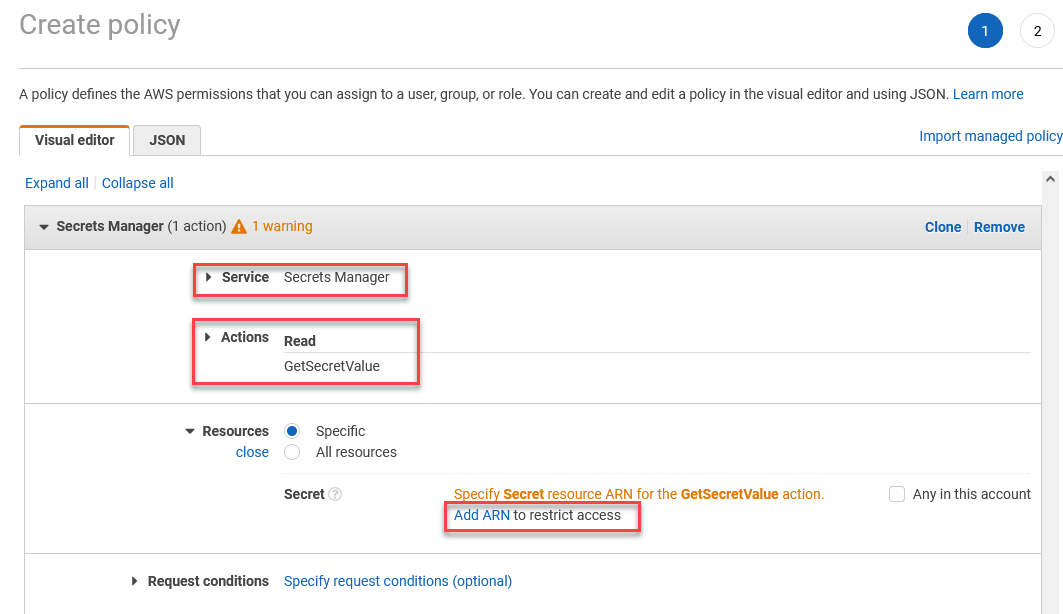 Create policy
1
2
A policy defines the AWS permissions that you can assign to a user, group, or role. You can create and edit a policy in the visual editor and using JSON. Learn more
Visual editor
JSON
Import managed policy
Expand all
Collapse all
Secrets Manager (1 action) 1 warning
Clone
Remove
Service Secrets Manager
Actions
Read
GetSecretValue
Resources
Specific
close
All resources
Secret ?
Specify Secret resource ARN for the GetSecretValue action.
Any in this account
Add ARN to restrict access
Request conditions Specify request conditions (optional)